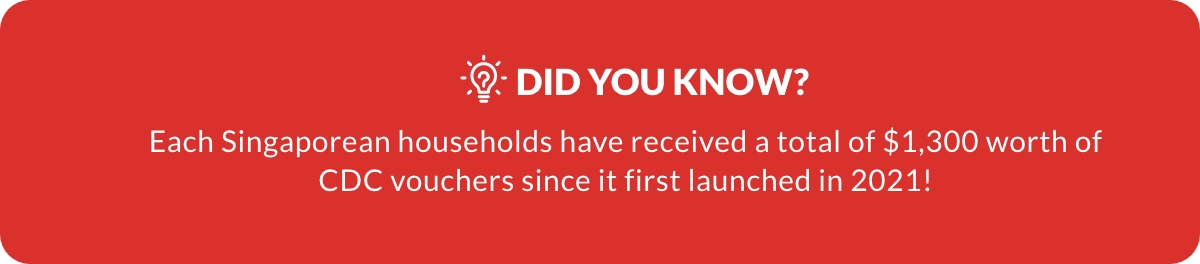 DID YOU KNOW?
Each Singaporean households have received a total of $1,300 worth of
CDC vouchers since it first launched in 2021!